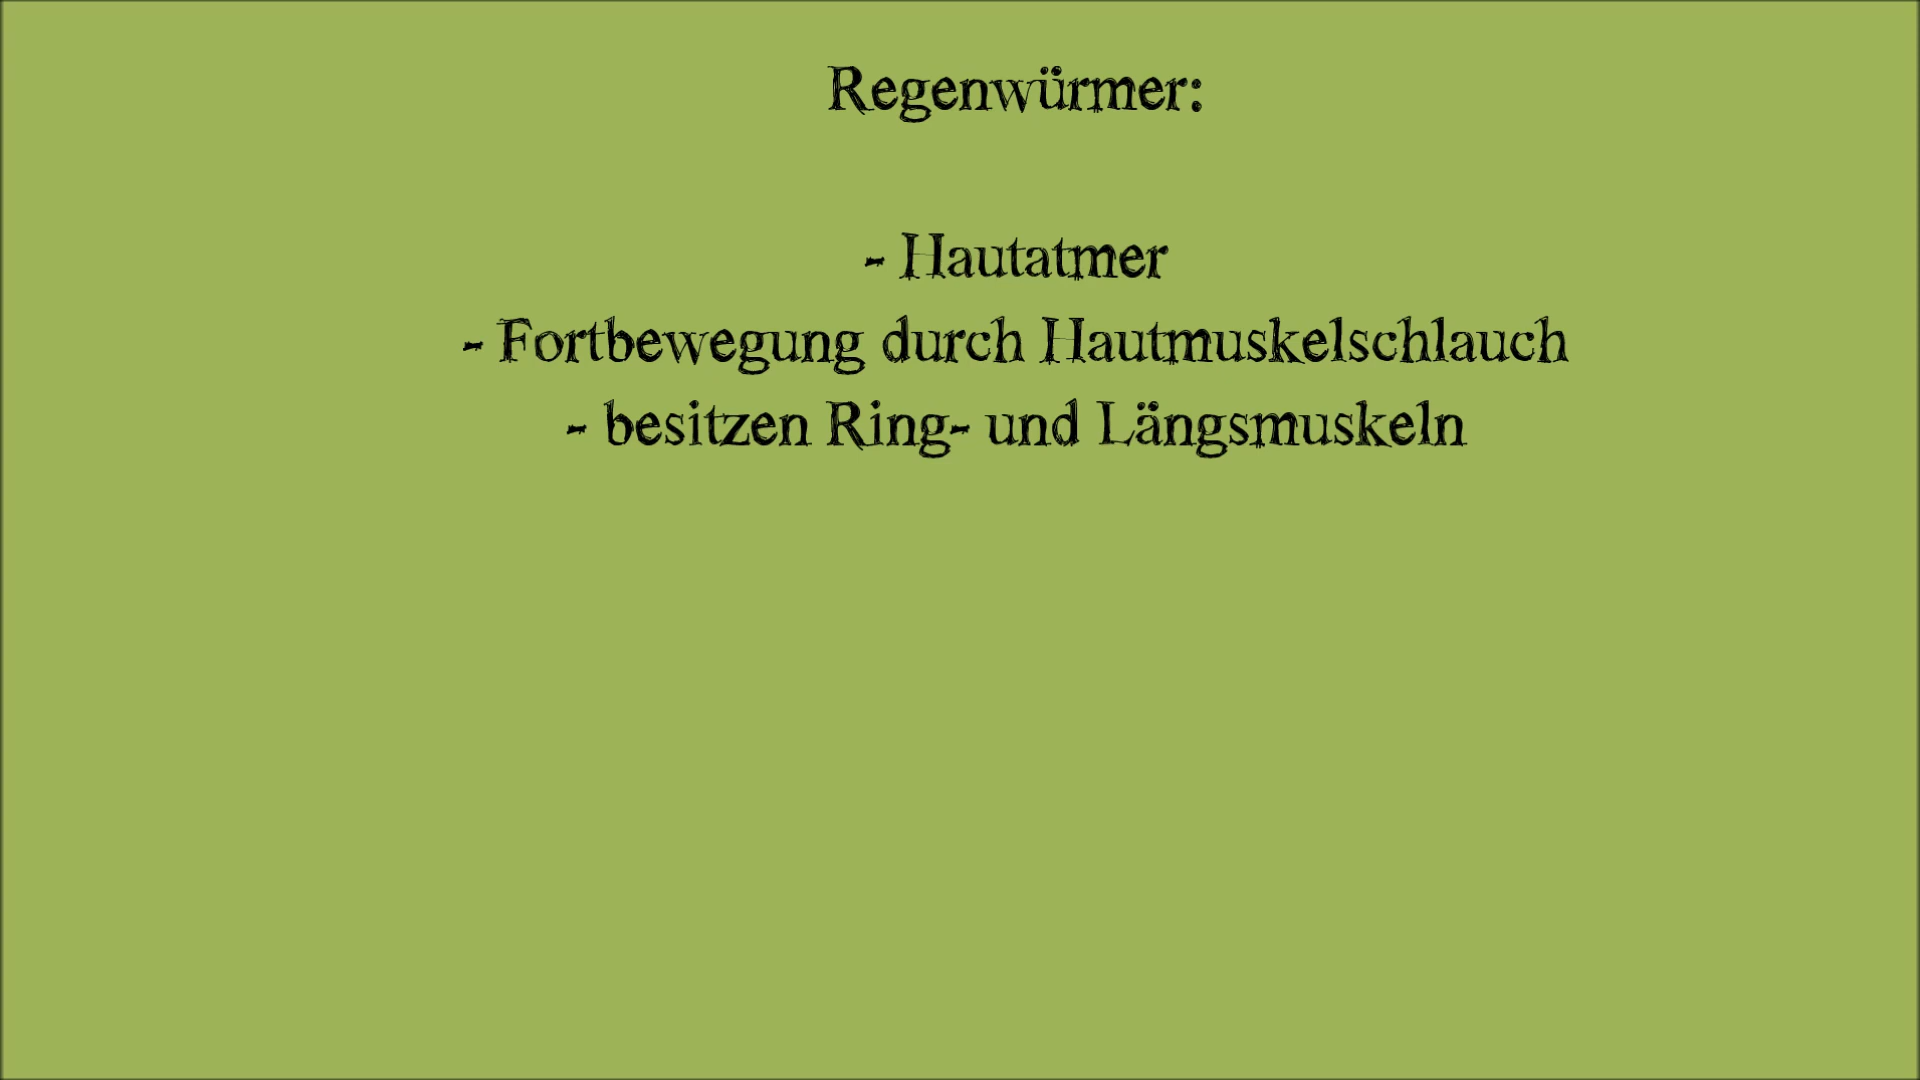 Regenwürmer:
- Hautatmer
- Fortbewegung durch Hautmuskelschlauch
- besitzen Ring- und Längsmuskeln